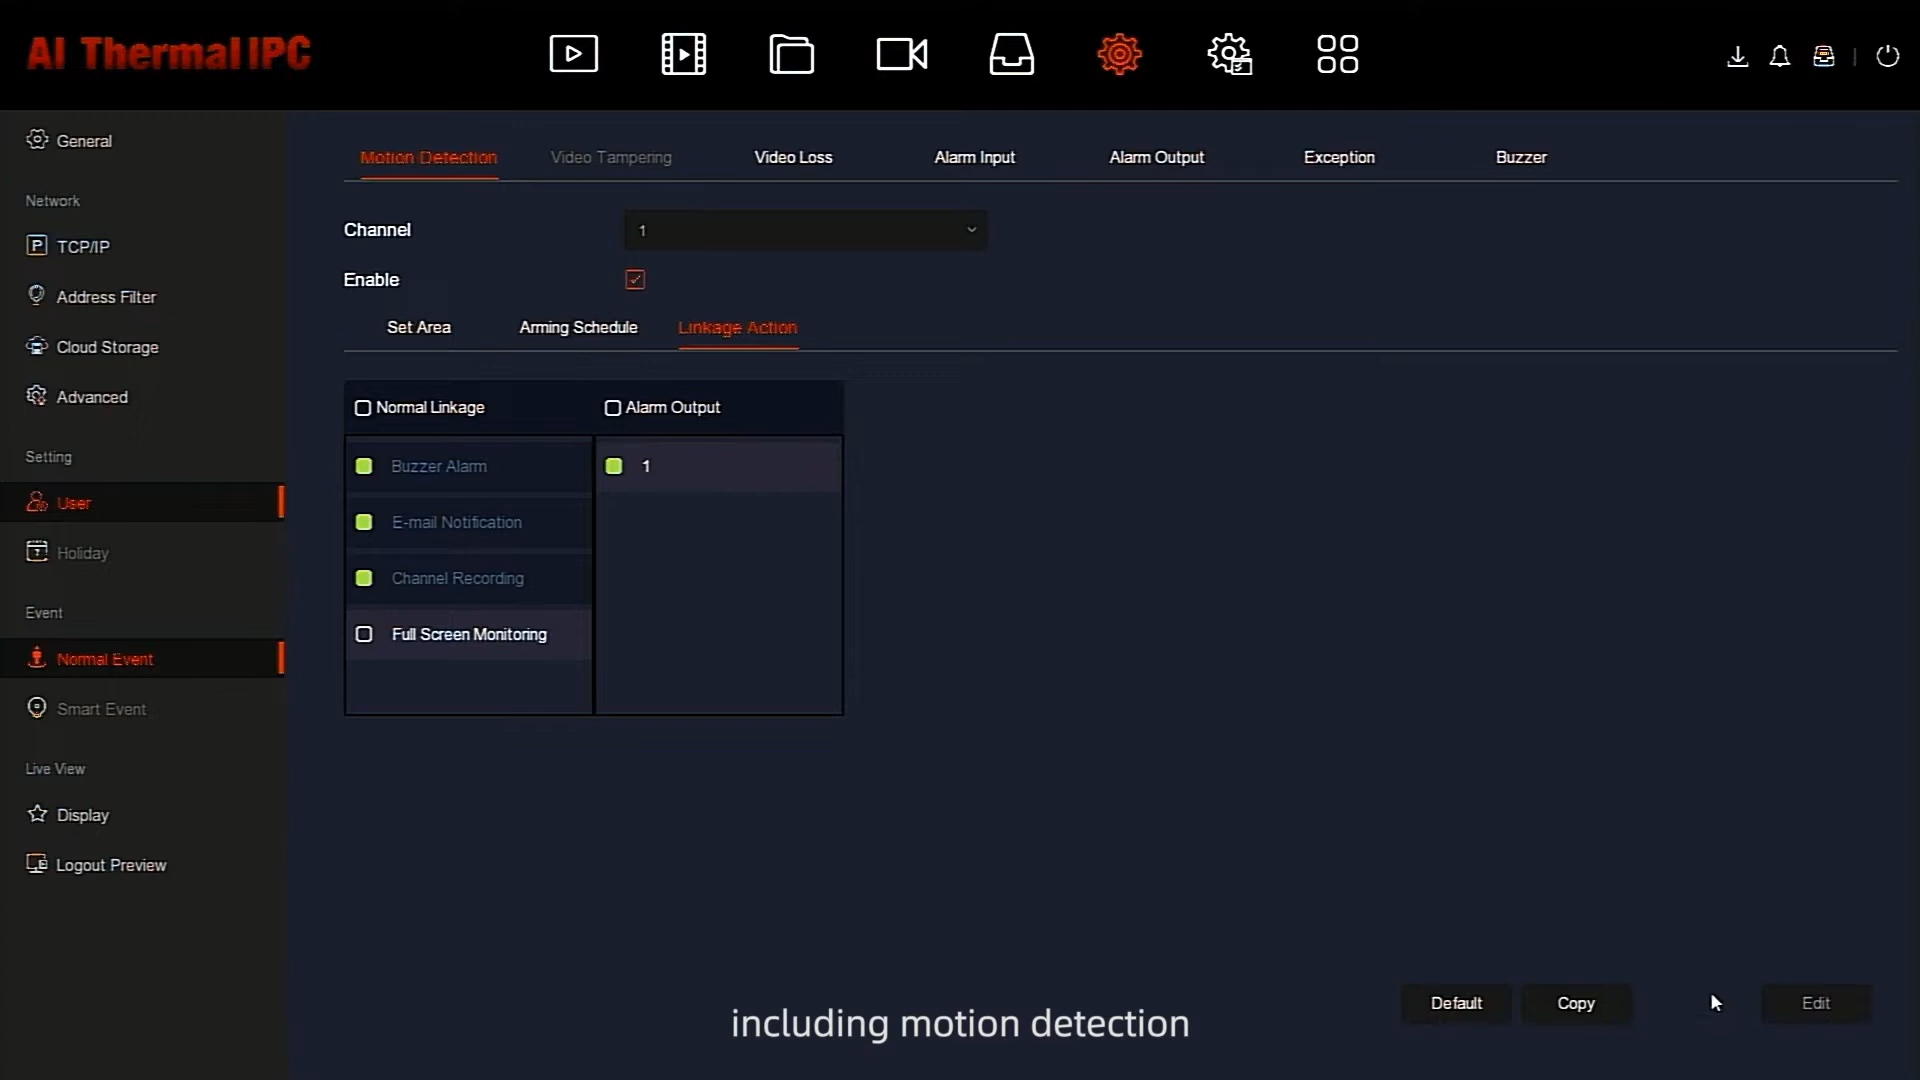 AI Thermal IPC
General
Network
TCP/IP
Address Filter
Cloud Storage
Advanced
Setting
User
Holiday
Event
Normal Event
Smart Event
Live View
Display
Logout Preview
Motion Detection Video Tampering Video Loss Alarm Input Alarm Output Exception Buzzer
Channel 1
Enable
Set Area Arming Schedule Linkage Action
Normal Linkage Alarm Output
Buzzer Alarm 1
E-mail Notification
Channel Recording
Full Screen Monitoring
Default Copy Edit
including motion detection